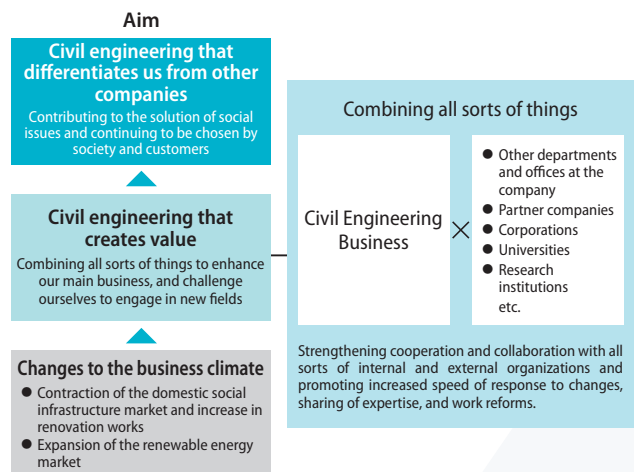 Aim
Civil engineering that
differentiates us from other
companies
Contributing to the solution of social
issues and continuing to be chosen by
society and customers
Civil engineering that
creates value
Combining all sorts of things to enhance
our main business, and challenge
ourselves to engage in new fields
Changes to the business climate
● Contraction of the domestic social
infrastructure market and increase in
renovation works
● Expansion of the renewable energy
market
Combining all sorts of things
Civil Engineering
Business
×
● Other departments
and offices at the
company
● Partner companies
● Corporations
● Universities
● Research
institutions
etc.
Strengthening cooperation and collaboration with all
sorts of internal and external organizations and
promoting increased speed of response to changes,
sharing of expertise, and work reforms.